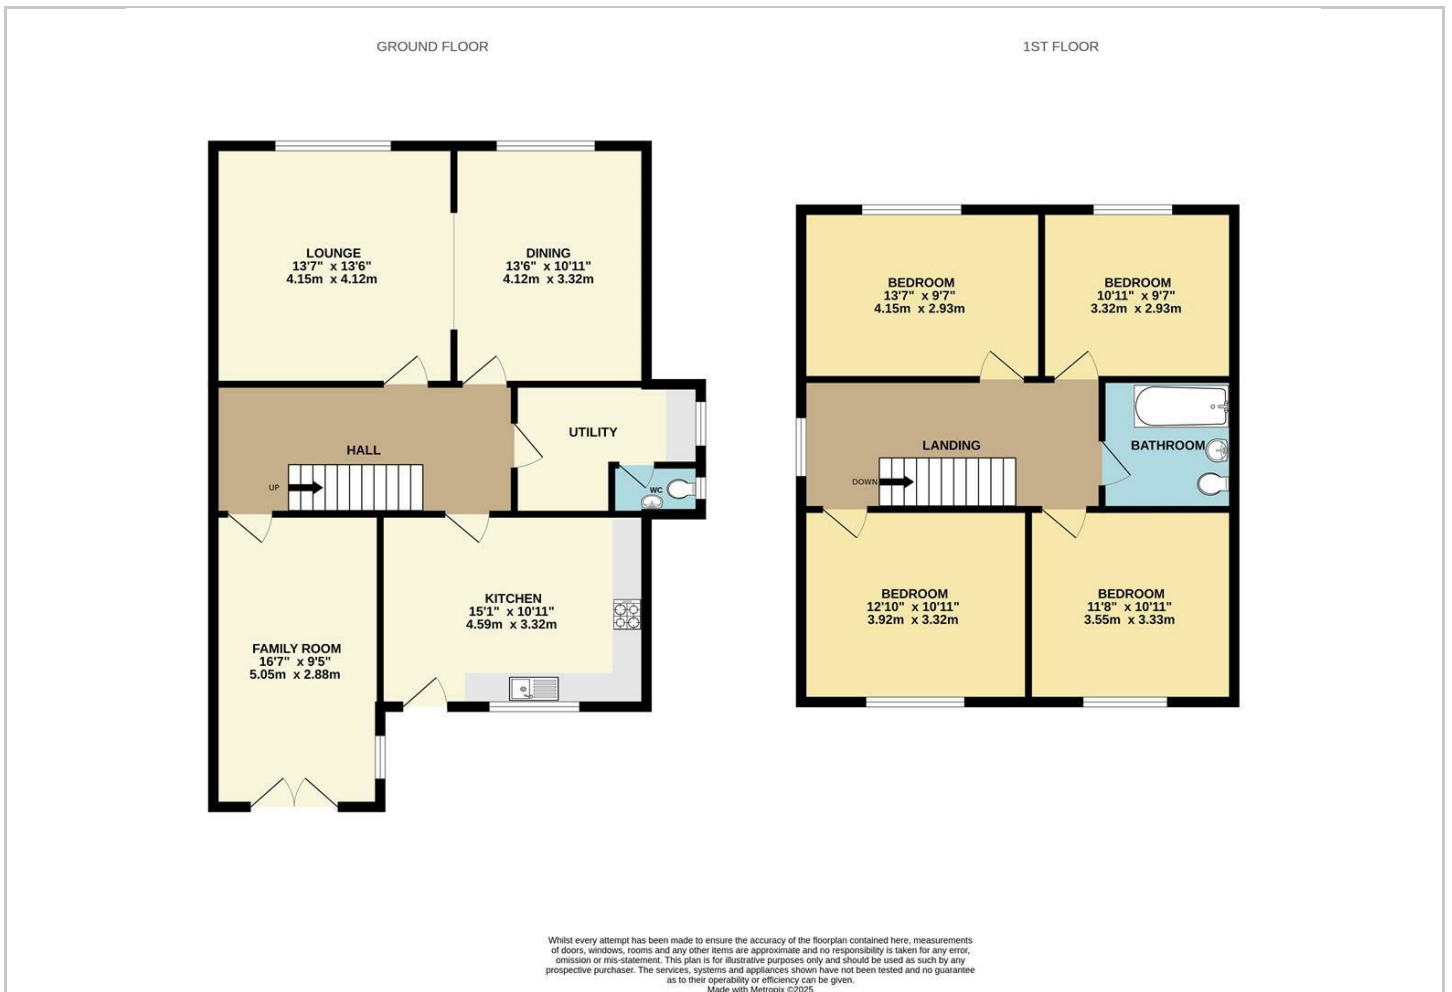 GROUND FLOOR
1ST FLOOR
LOUNGE
13'7" x 13'6"
4.15m x 4.12m
DINING
13'6" x 10'11"
4.12m x 3.32m
HALL
UP
UTILITY
WC
KITCHEN
15'1" x 10'11"
4.59m x 3.32m
FAMILY ROOM
16'7" x 9'5"
5.05m x 2.88m
BEDROOM
13'7" x 9'7"
4.15m x 2.93m
BEDROOM
10'11" x 9'7"
3.32m x 2.93m
LANDING
DOWN
BATHROOM
BEDROOM
12'10" x 10'11"
3.92m x 3.32m
BEDROOM
11'8" x 10'11"
3.55m x 3.33m
Whilst every attempt has been made to ensure the accuracy of the floorplan contained here, measurements
of doors, windows, rooms and any other items are approximate and no responsibility is taken for any error,
omission or mis-statement. This plan is for illustrative purposes only and should be used as such by any
prospective purchaser. The services, systems and appliances shown have not been tested and no guarantee
as to their operability or efficiency can be given.
Made with Metropix ©2025